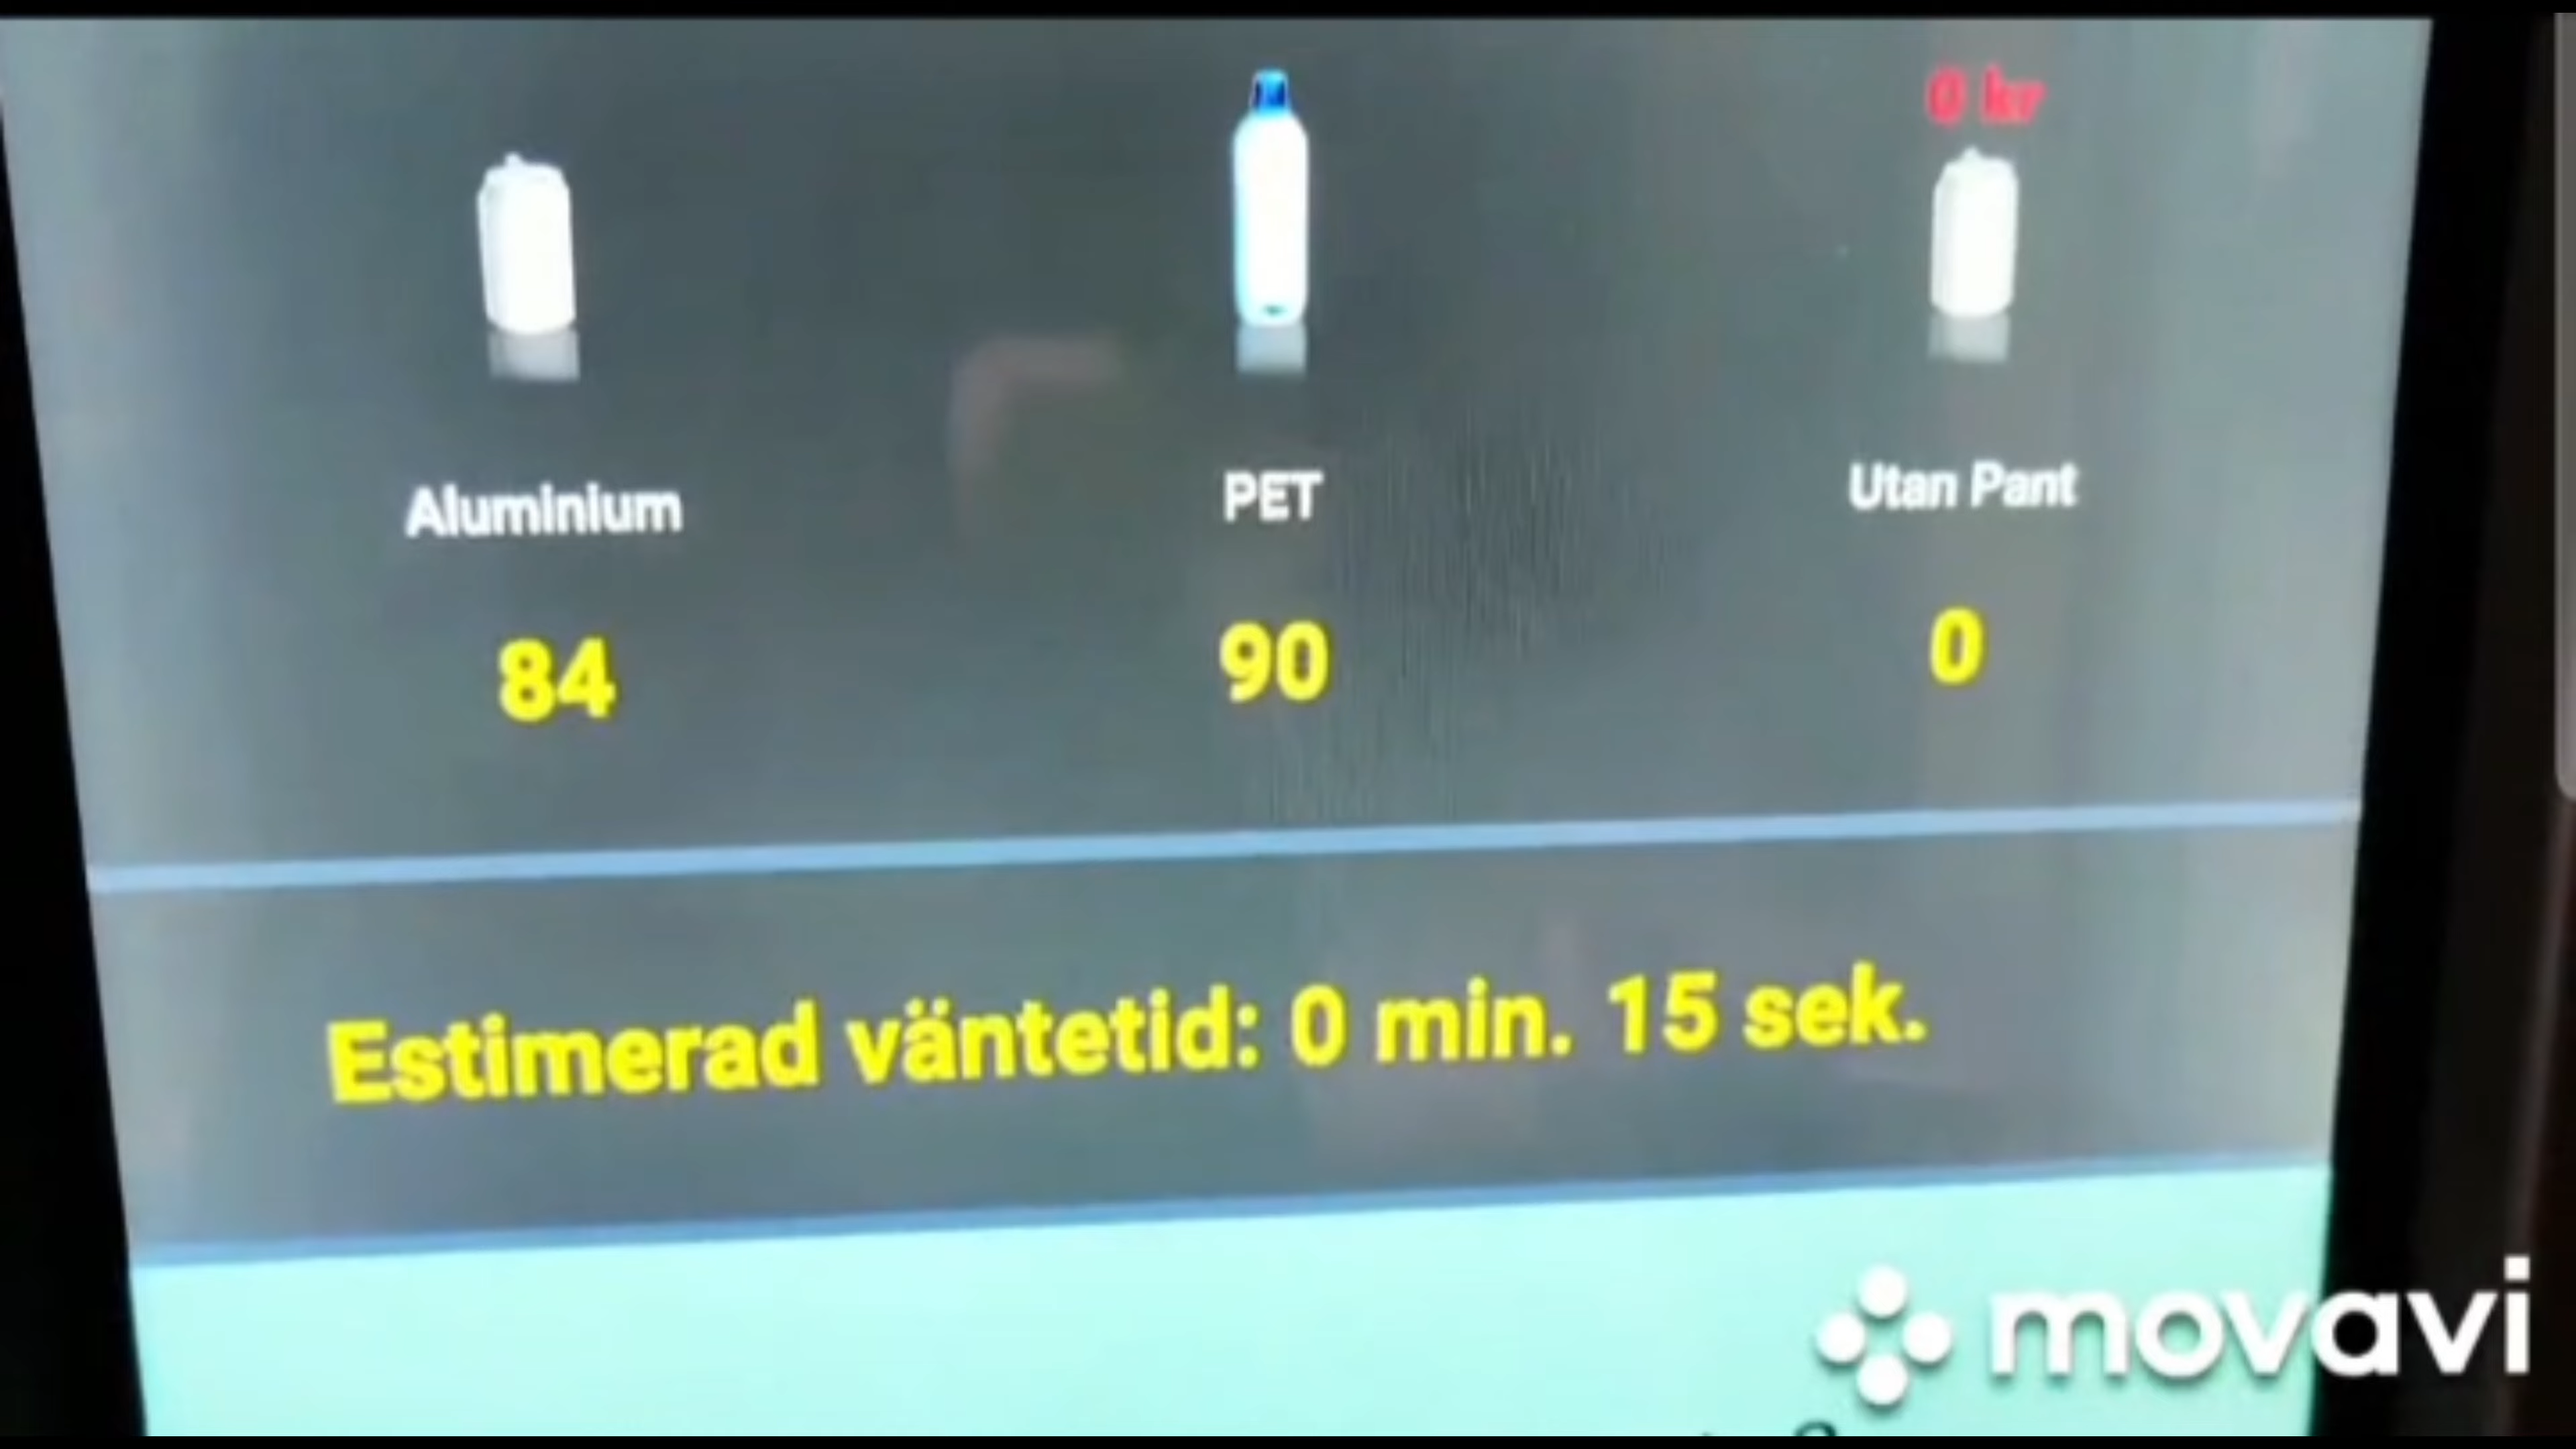 0 kr
Aluminium PET Utan Pant
84 90 0
Estimerad väntetid: 0 min. 15 sek.
movavi